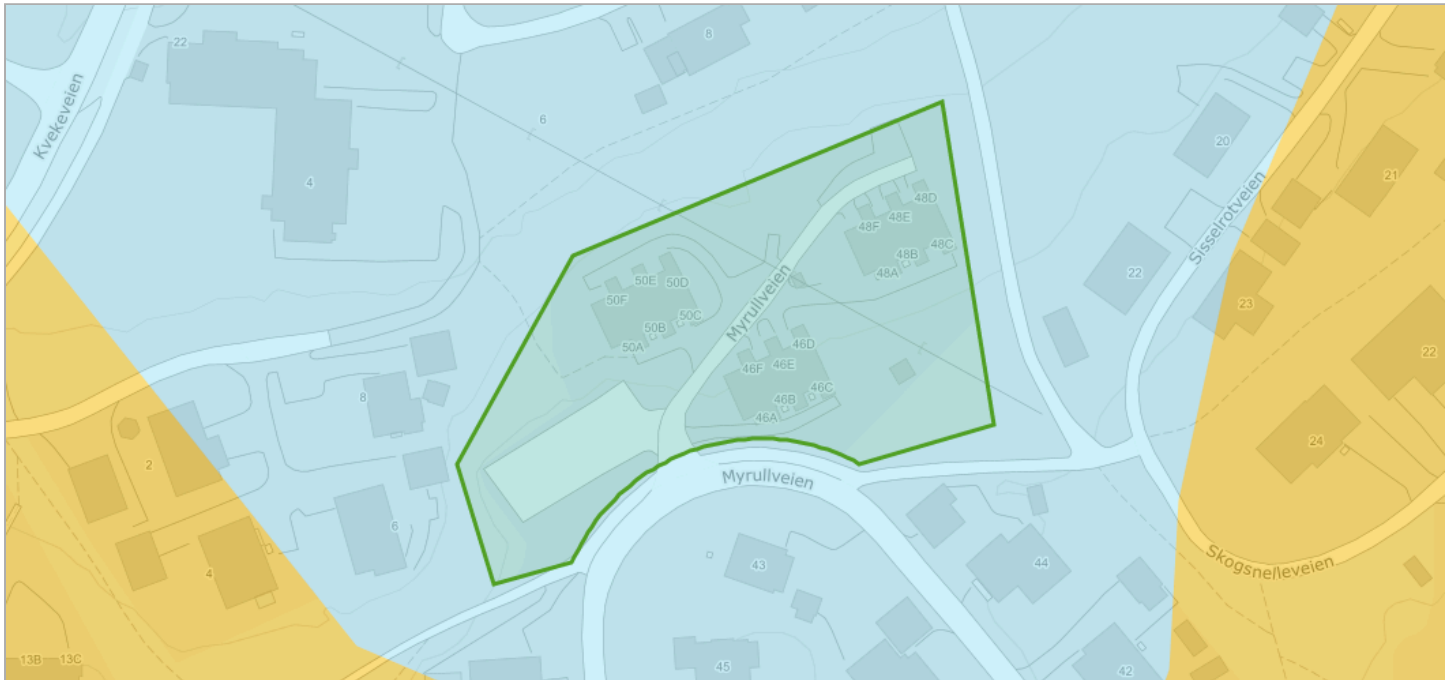 22
8
Kvekeveien
6
4
20
21
Sisselrotveien
48D
48E
48F
48C
48B
48A
22
23
50E
50D
50F
50C
50B
50A
Myrullveien
46D
46E
46F
46C
46B
46A
22
8
24
2
Myrullveien
6
4
43
44
Skogsnelleveien
13B
13C
45
42